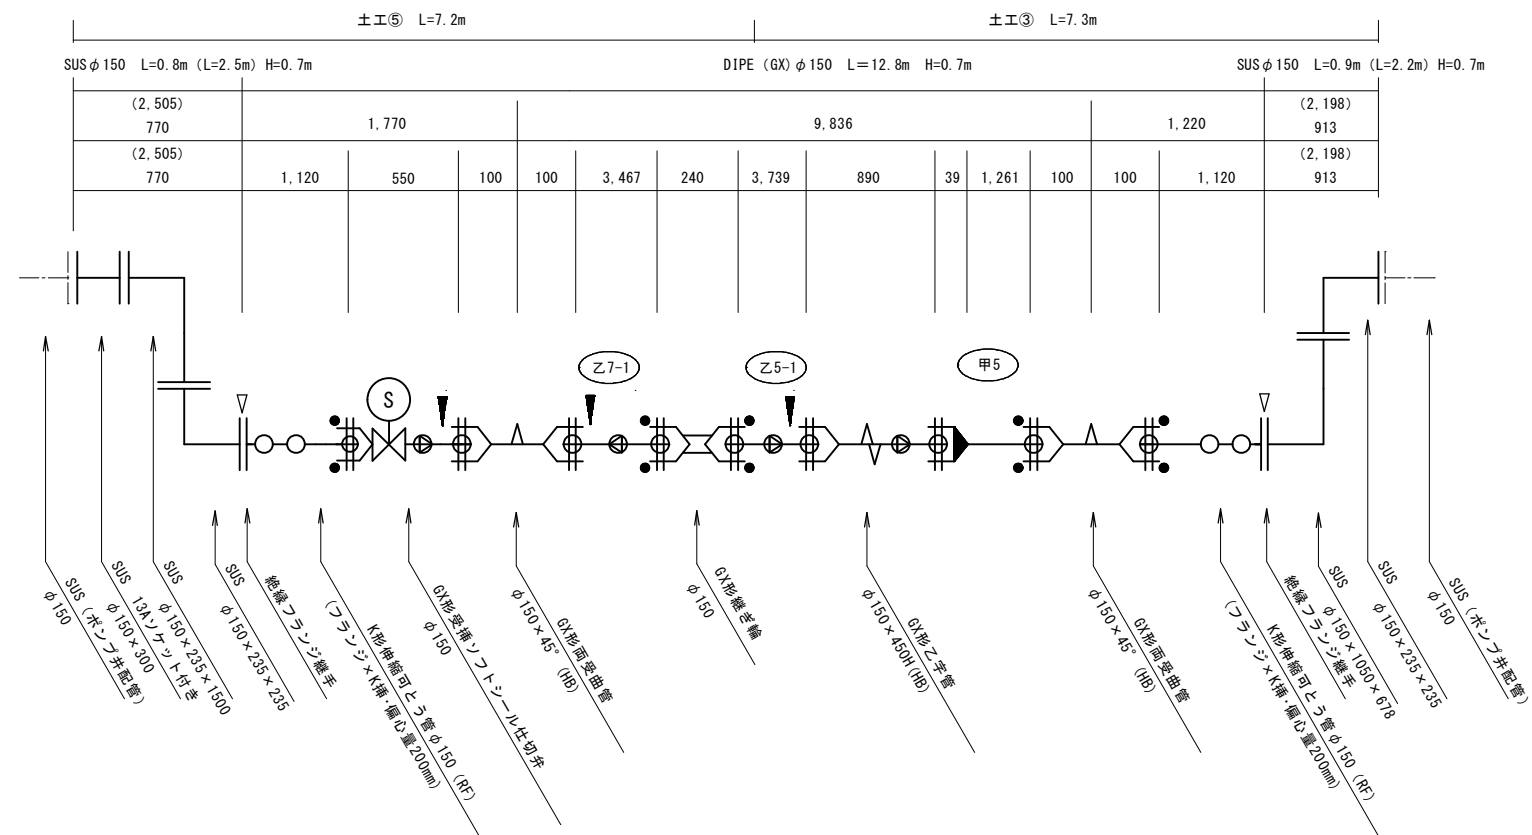 土工⑤ L=7.2m
土工③ L=7.3m
SUSφ150 L=0.8m (L=2.5m) H=0.7m
DIPE (GX)φ150 L=12.8m H=0.7m
SUSφ150 L=0.9m (L=2.2m) H=0.7m
(2,505)
770
1,770
9,836
1,220
(2,198)
913
(2,505)
770
1,120
550
100
100
3,467
240
3,739
890
39
1,261
100
100
1,120
(2,198)
913
乙7-1
乙5-1
甲5
S
SUS (ポンプ井配管)
φ150
SUS 13Aソケット付き
φ150×300
SUS
φ150×235×1500
SUS
φ150×235×235
絶縁フランジ継手
K形伸縮可とう管φ150 (RF)
(フランジ×K挿・偏心量200mm)
GX形受挿ソフトシール仕切弁
φ150
GX形両受曲管
φ150×45° (HB)
GX形継ぎ輪
φ150
GX形乙字管
φ150×450H(HB)
GX形両受曲管
φ150×45° (HB)
K形伸縮可とう管φ150 (RF)
(フランジ×K挿・偏心量200mm)
絶縁フランジ継手
SUS
φ150×1050×678
SUS
φ150×235×235
SUS (ポンプ井配管)
φ150